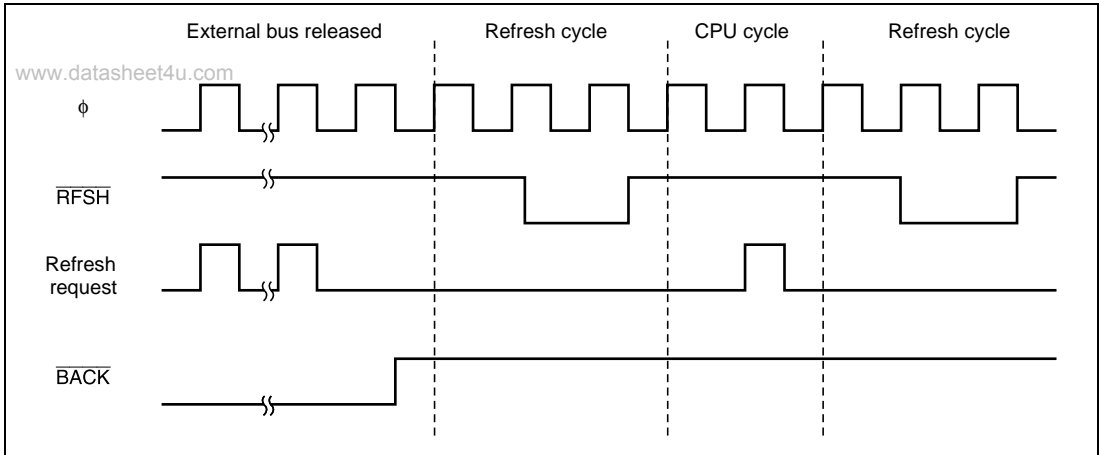 External bus released Refresh cycle CPU cycle Refresh cycle
www.datasheet4u.com
ϕ
RFSH
Refresh
request
BACK